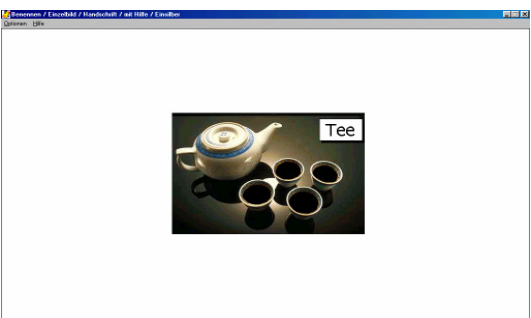 Benennen / Einzelbild / Handschrift / mit Hilfe / Einsilber
Optionen Hilfe
Tee